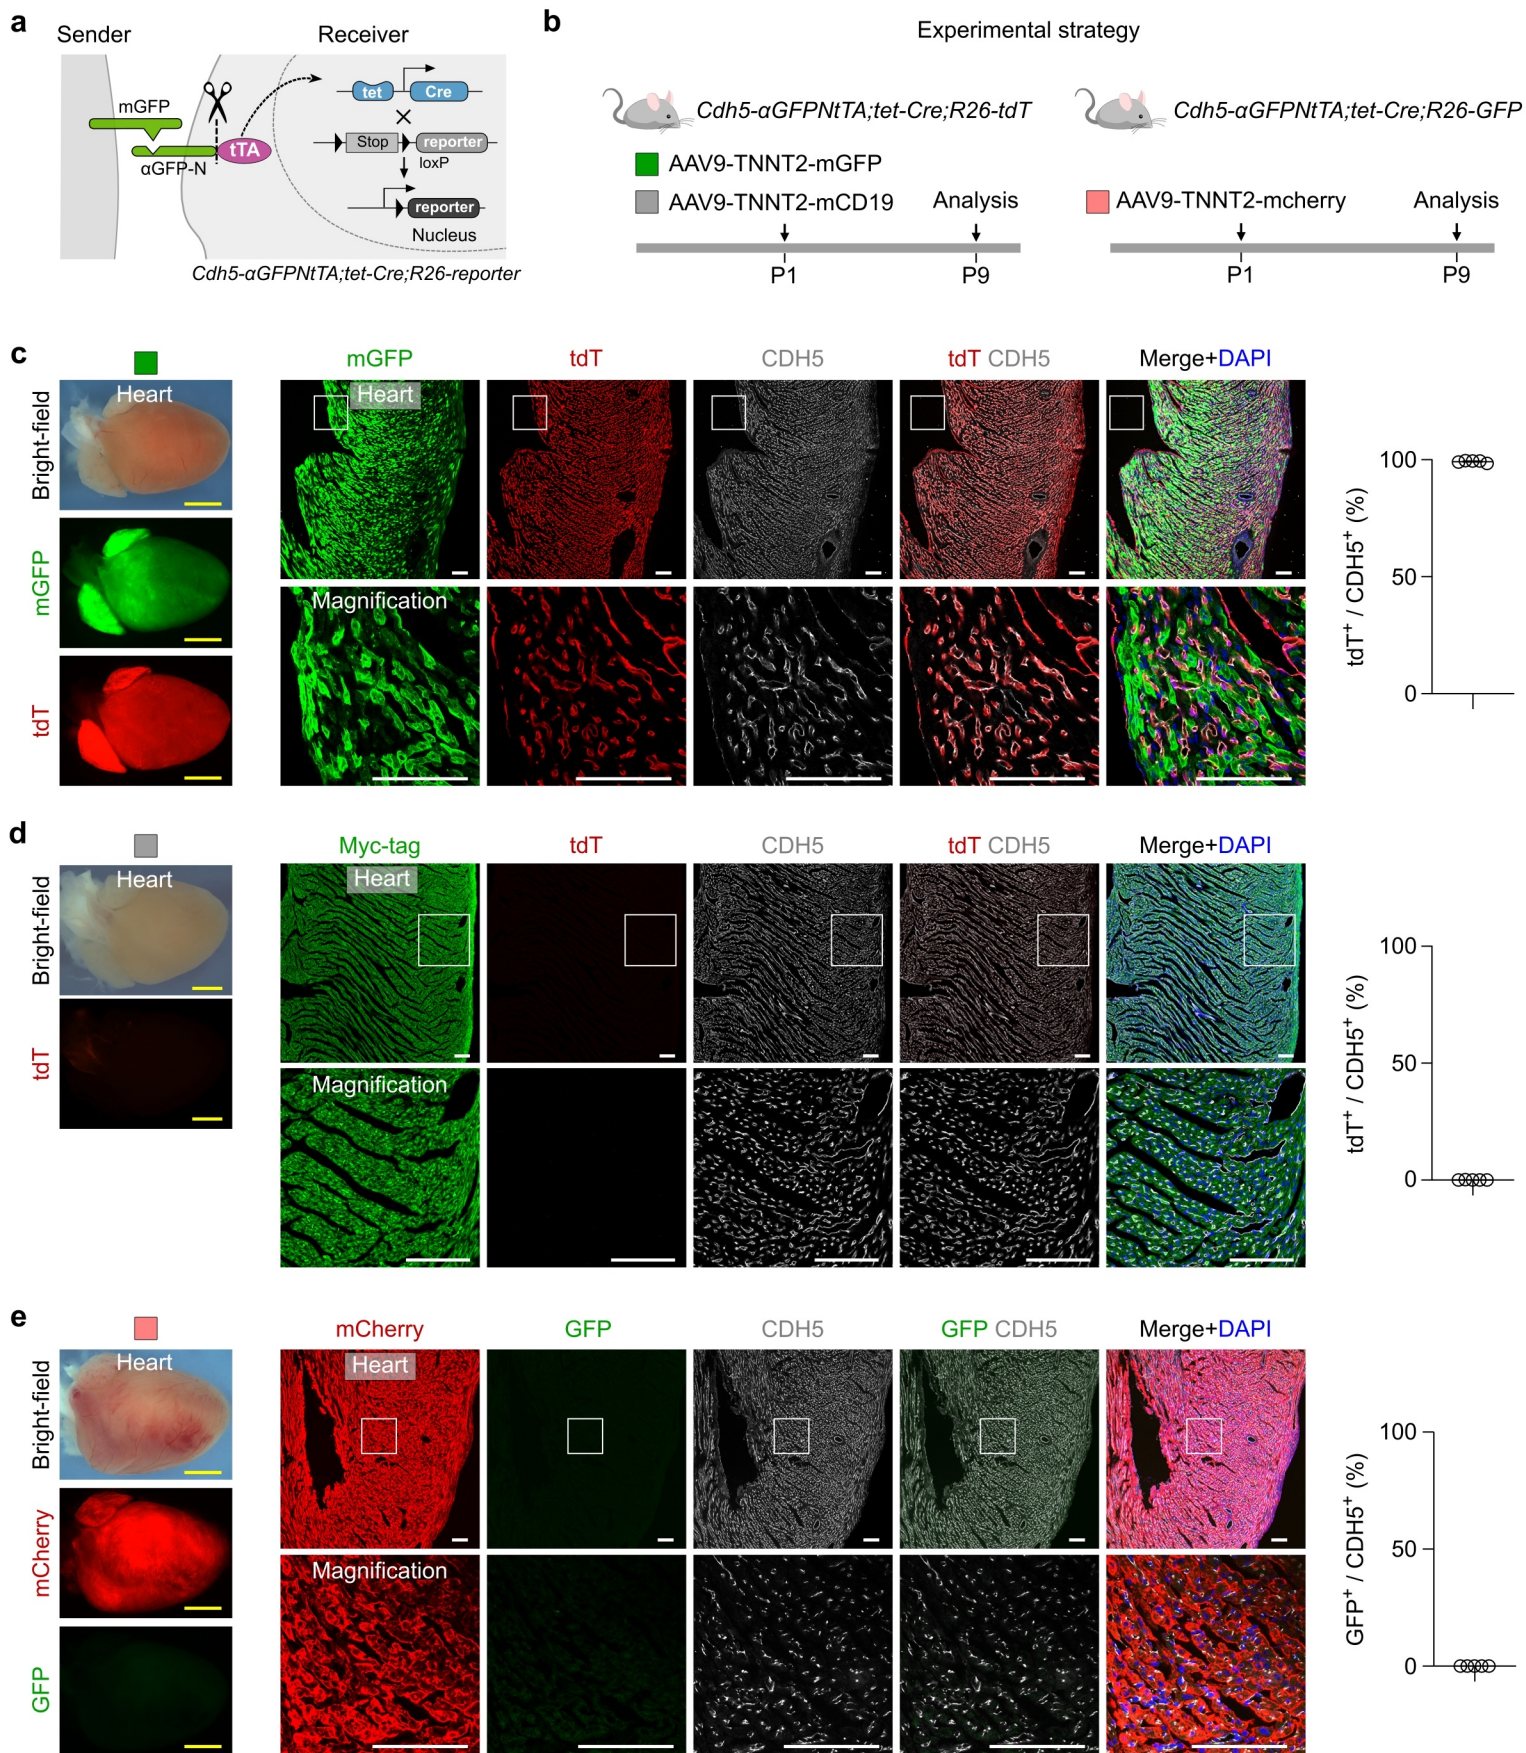 a
Sender
Receiver
mGFP
αGFP-N
tTA
tet
Cre
Stop
reporter
loxP
reporter
Nucleus
Cdh5-αGFPNtTA;tet-Cre;R26-reporter
b
Experimental strategy
Cdh5-αGFPNtTA;tet-Cre;R26-tdT
AAV9-TNNT2-mGFP
AAV9-TNNT2-mCD19
Analysis
P1
P9
Cdh5-αGFPNtTA;tet-Cre;R26-GFP
AAV9-TNNT2-mcherry
Analysis
P1
P9
c
Bright-field
Heart
mGFP
tdT
mGFP
tdT
CDH5
tdT CDH5
Merge+DAPI
Heart
Magnification
tdT+ / CDH5+ (%)
100
50
0
d
Bright-field
Heart
tdT
Myc-tag
tdT
CDH5
tdT CDH5
Merge+DAPI
Heart
Magnification
tdT+ / CDH5+ (%)
100
50
0
e
Bright-field
Heart
mCherry
GFP
mCherry
GFP
CDH5
GFP CDH5
Merge+DAPI
Heart
Magnification
GFP+ / CDH5+ (%)
100
50
0